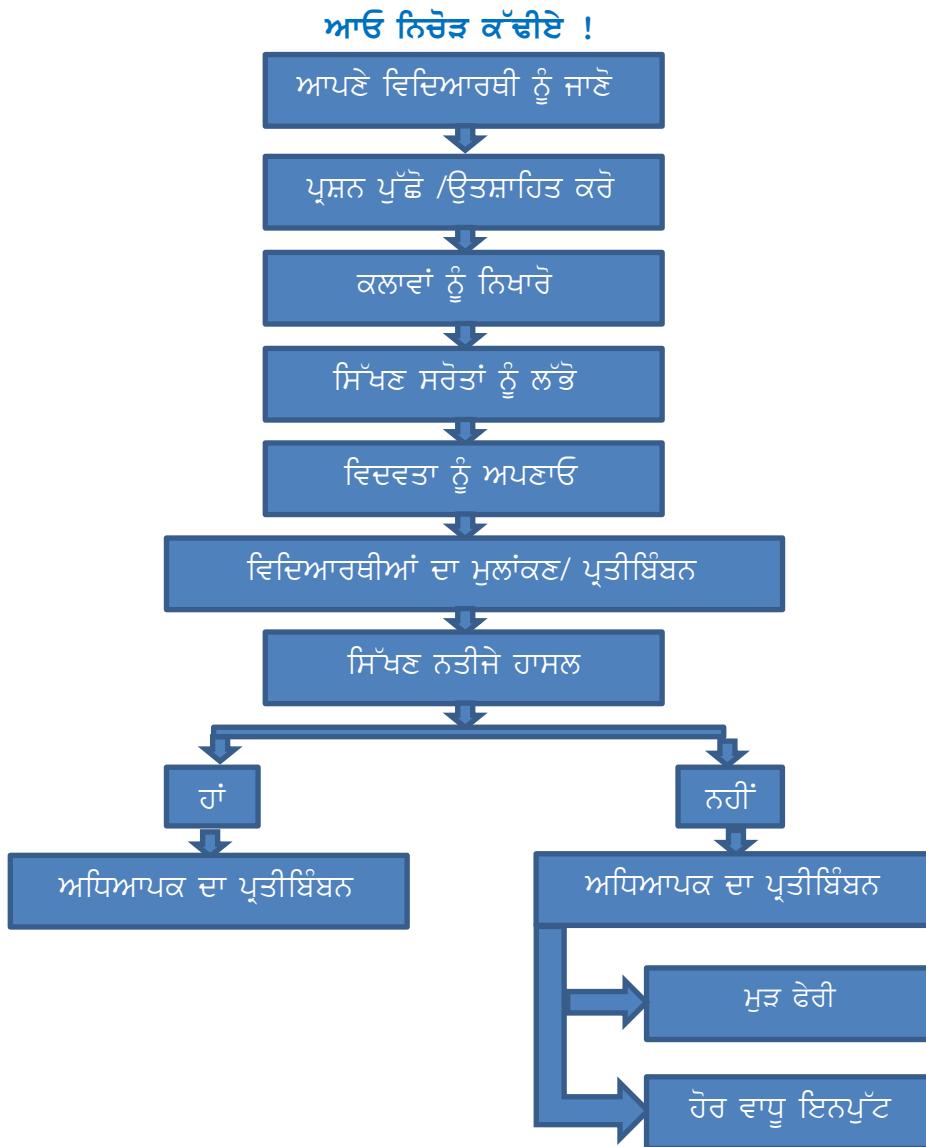 ਆਓ ਨਿਚੋੜ ਕੱਢੀਏ !
ਆਪਣੇ ਵਿਦਿਆਰਥੀ ਨੂੰ ਜਾਣੋ
ਪ੍ਰਸ਼ਨ ਪੁੱਛੋ /ਉਤਸ਼ਾਹਿਤ ਕਰੋ
ਕਲਾਵਾਂ ਨੂੰ ਨਿਖਾਰੋ
ਸਿੱਖਣ ਸਰੋਤਾਂ ਨੂੰ ਲੱਭੋ
ਵਿਦਵਤਾ ਨੂੰ ਅਪਣਾਓ
ਵਿਦਿਆਰਥੀਆਂ ਦਾ ਮੁਲਾਂਕਣ/ ਪ੍ਰਤੀਬਿੰਬਨ
ਸਿੱਖਣ ਨਤੀਜੇ ਹਾਸਲ
ਹਾਂ
ਨਹੀਂ
ਅਧਿਆਪਕ ਦਾ ਪ੍ਰਤੀਬਿੰਬਨ
ਅਧਿਆਪਕ ਦਾ ਪ੍ਰਤੀਬਿੰਬਨ
ਮੁੜ ਫੇਰੀ
ਹੋਰ ਵਾਧੂ ਇਨਪੁੱਟ